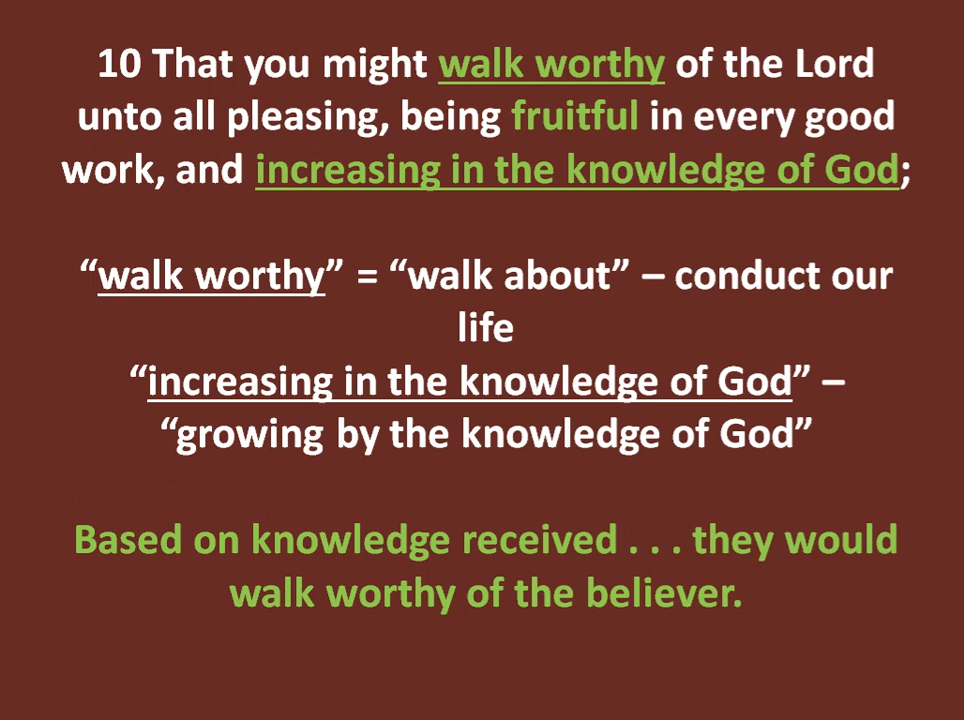 10 That you might walk worthy of the Lord
unto all pleasing, being fruitful in every good
work, and increasing in the knowledge of God;
“walk worthy” = “walk about” – conduct our
life
“increasing in the knowledge of God” –
“growing by the knowledge of God”
Based on knowledge received . . . they would
walk worthy of the believer.